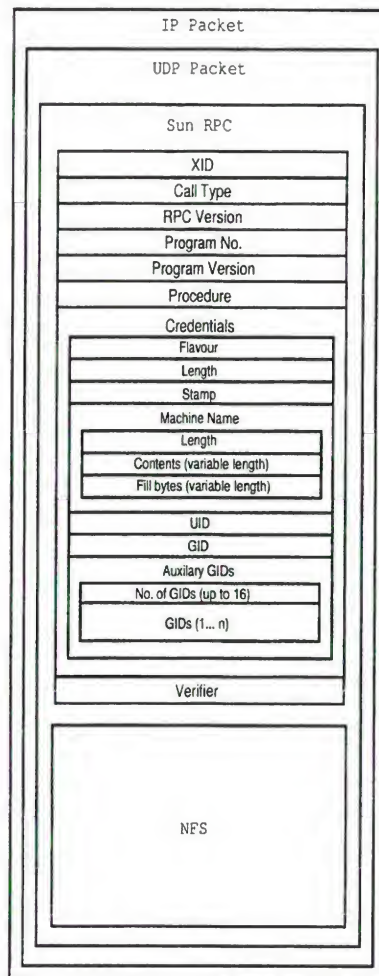 IP Packet
UDP Packet
Sun RPC
XID
Call Type
RPC Version
Program No.
Program Version
Procedure
Credentials
Flavour
Length
Stamp
Machine Name
Length
Contents (variable length)
Fill bytes (variable length)
UID
GID
Auxilary GIDs
No. of GIDs (up to 16)
GIDs (1... n)
Verifier
NFS